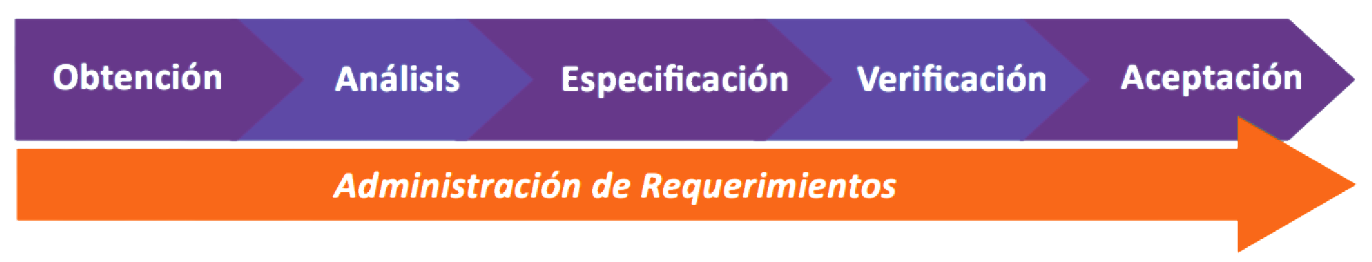 Obtención Análisis Especificación Verificación Aceptación
Administración de Requerimientos